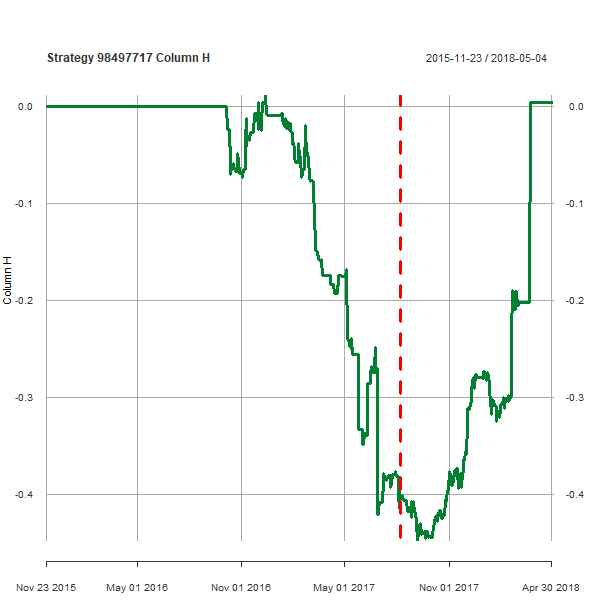 Strategy 98497717 Column H 2015-11-23 / 2018-05-04
0.0 0.0
-0.1 -0.1
-0.2 -0.2
Column H
-0.3 -0.3
-0.4 -0.4
Nov 23 2015 May 01 2016 Nov 01 2016 May 01 2017 Nov 01 2017 Apr 30 2018